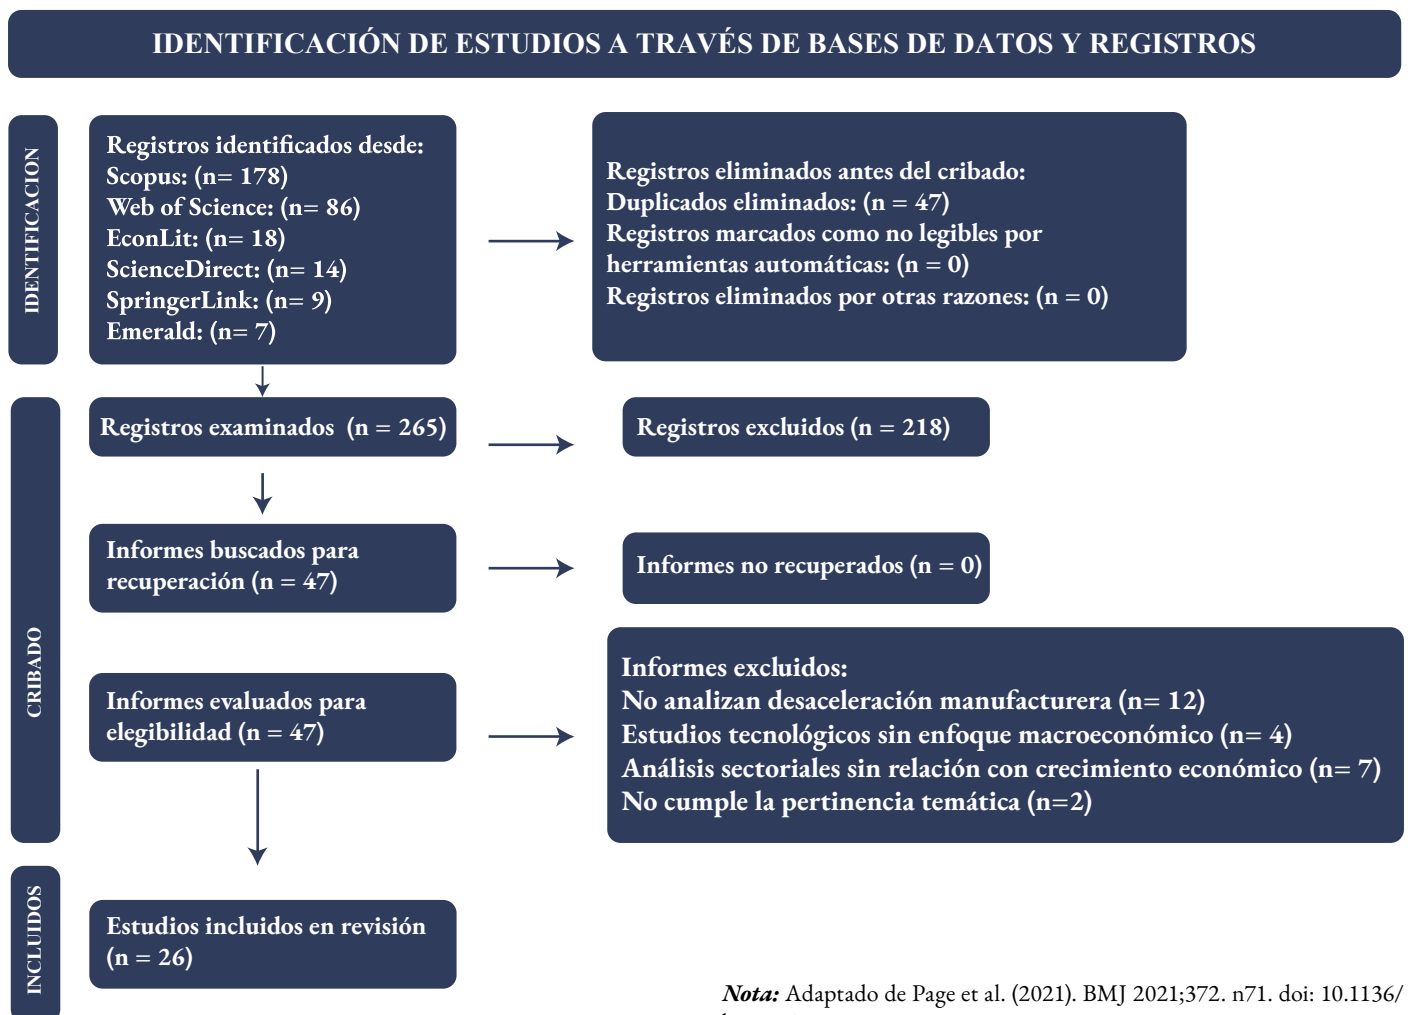 IDENTIFICACIÓN DE ESTUDIOS A TRAVÉS DE BASES DE DATOS Y REGISTROS
IDENTIFICACION
Registros identificados desde:
Scopus: (n= 178)
Web of Science: (n= 86)
EconLit: (n= 18)
ScienceDirect: (n= 14)
SpringerLink: (n= 9)
Emerald: (n= 7)
Registros eliminados antes del cribado:
Duplicados eliminados: (n = 47)
Registros marcados como no legibles por
herramientas automáticas: (n = 0)
Registros eliminados por otras razones: (n = 0)
CRIBADO
Registros examinados (n = 265)
Registros excluidos (n = 218)
Informes buscados para
recuperación (n = 47)
Informes no recuperados (n = 0)
Informes evaluados para
elegibilidad (n = 47)
Informes excluidos:
No analizan desaceleración manufacturera (n= 12)
Estudios tecnológicos sin enfoque macroeconómico (n= 4)
Análisis sectoriales sin relación con crecimiento económico (n= 7)
No cumple la pertinencia temática (n=2)
INCLUIDOS
Estudios incluidos en revisión
(n = 26)
Nota: Adaptado de Page et al. (2021). BMJ 2021;372. n71. doi: 10.1136/